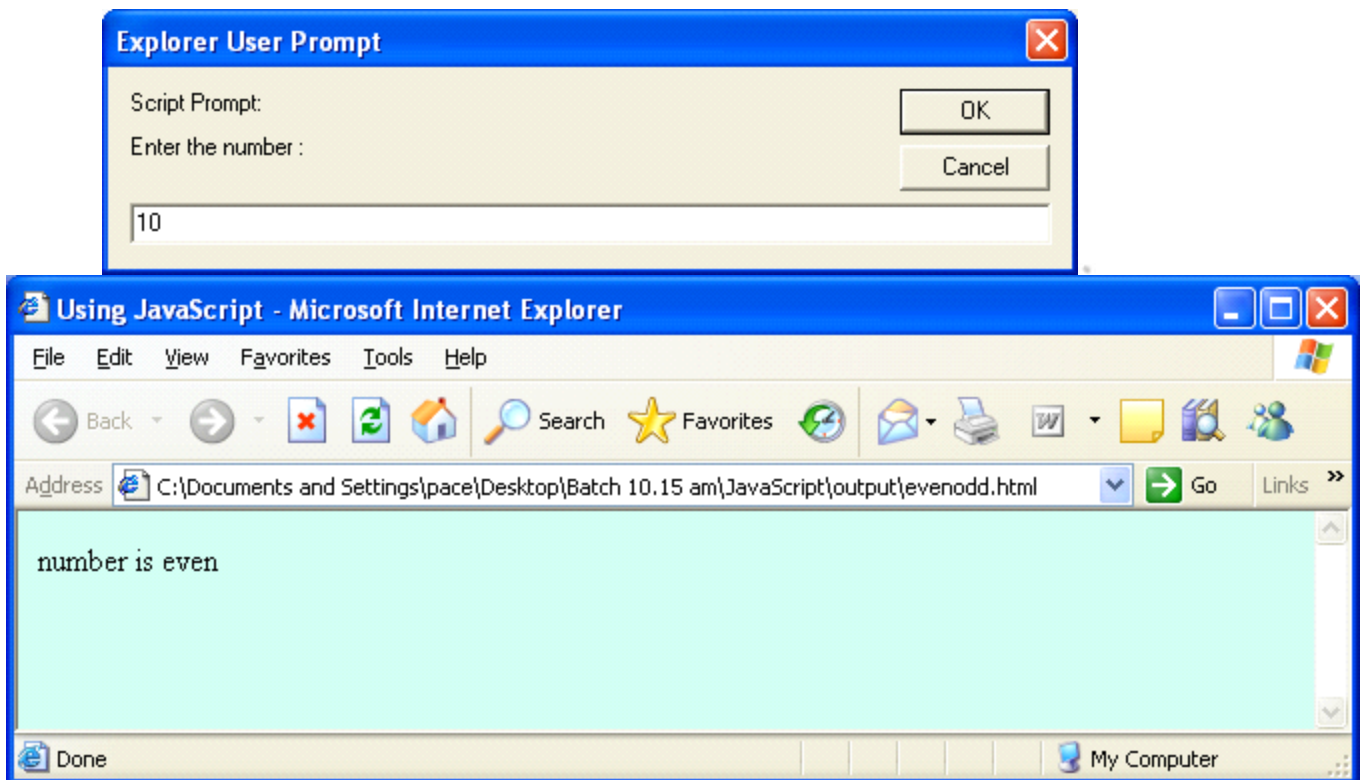 Explorer User Prompt
Script Prompt:
OK
Enter the number :
Cancel
10
Using JavaScript - Microsoft Internet Explorer
File Edit View Favorites Tools Help
Back Search Favorites W
Address C:\Documents and Settings\pace\Desktop\Batch 10.15 am\JavaScript\output\evenodd.html Go Links »
number is even
Done My Computer